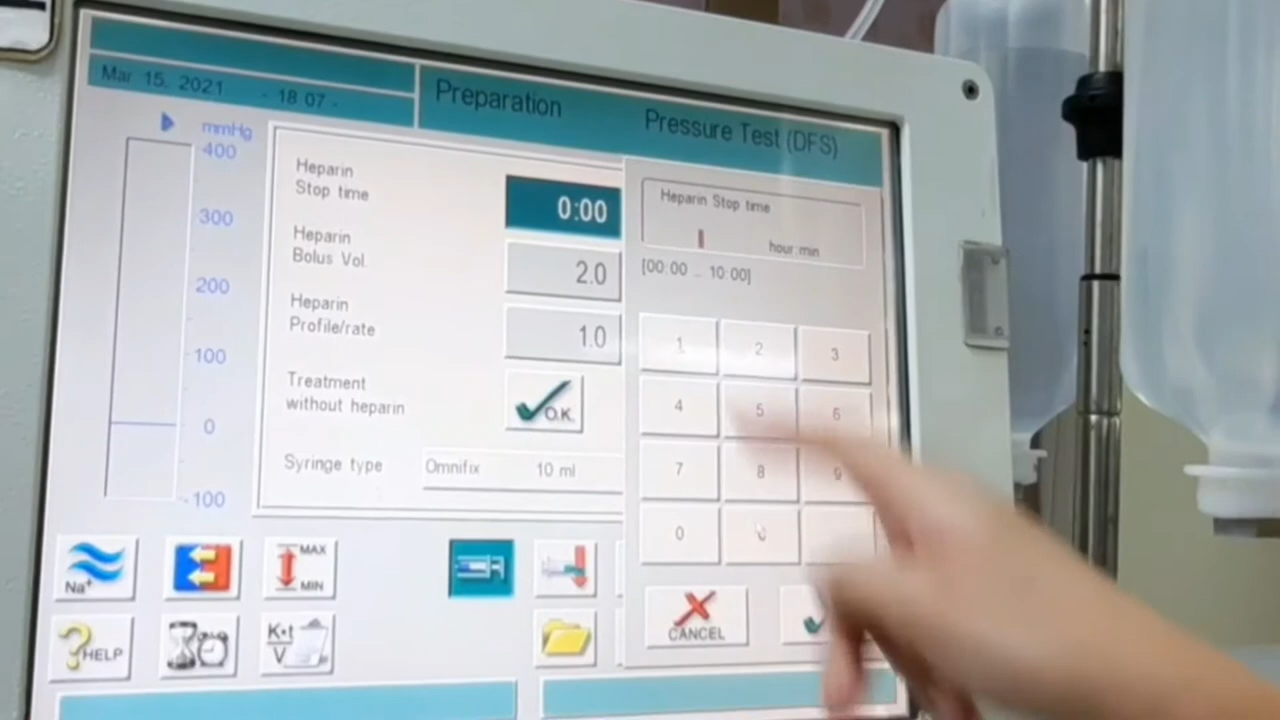 Mar 15. 2021 - 18 07 -
Preparation
Pressure Test (DFS)
mmHg
400
300
200
100
0
-100
Heparin
Stop time
0:00
Heparin
Bolus Vol.
2.0
Heparin
Profile/rate
1.0
Treatment
without heparin
O.K.
Syringe type
Omnifix 10 ml
Heparin Stop time
hour:min
[00:00 ... 10:00]
1 2 3
4 5 6
7 8 9
0
CANCEL
Na+
MAX
MIN
HELP
K•t
V